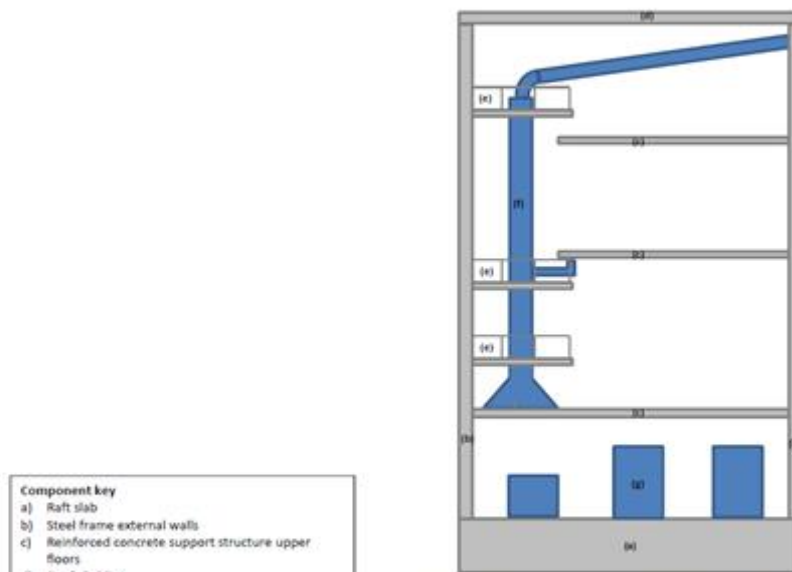 (d)
(e)
(c)
(f)
(c)
(e)
(e)
(c)
(b)
(g)
(a)
Component key
a) Raft slab
b) Steel frame external walls
c) Reinforced concrete support structure upper
floors